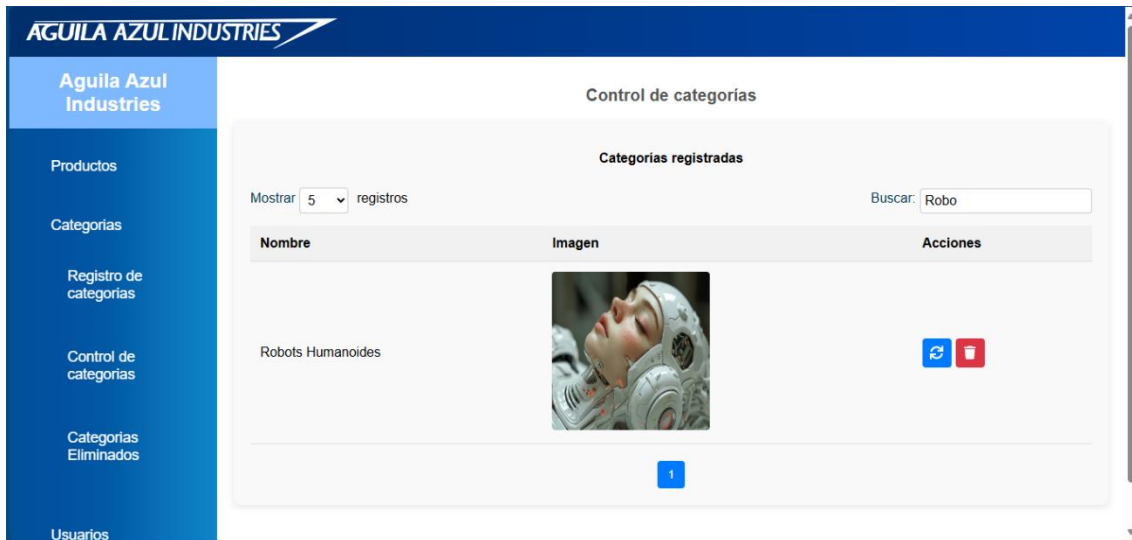 AGUILA AZUL INDUSTRIES
Aguila Azul
Industries
Productos
Categorias
Registro de
categorias
Control de
categorias
Categorias
Eliminados
Usuarios
Control de categorías
Categorías registradas
Mostrar 5 registros
Buscar: Robo
Nombre Imagen Acciones
Robots Humanoides
1